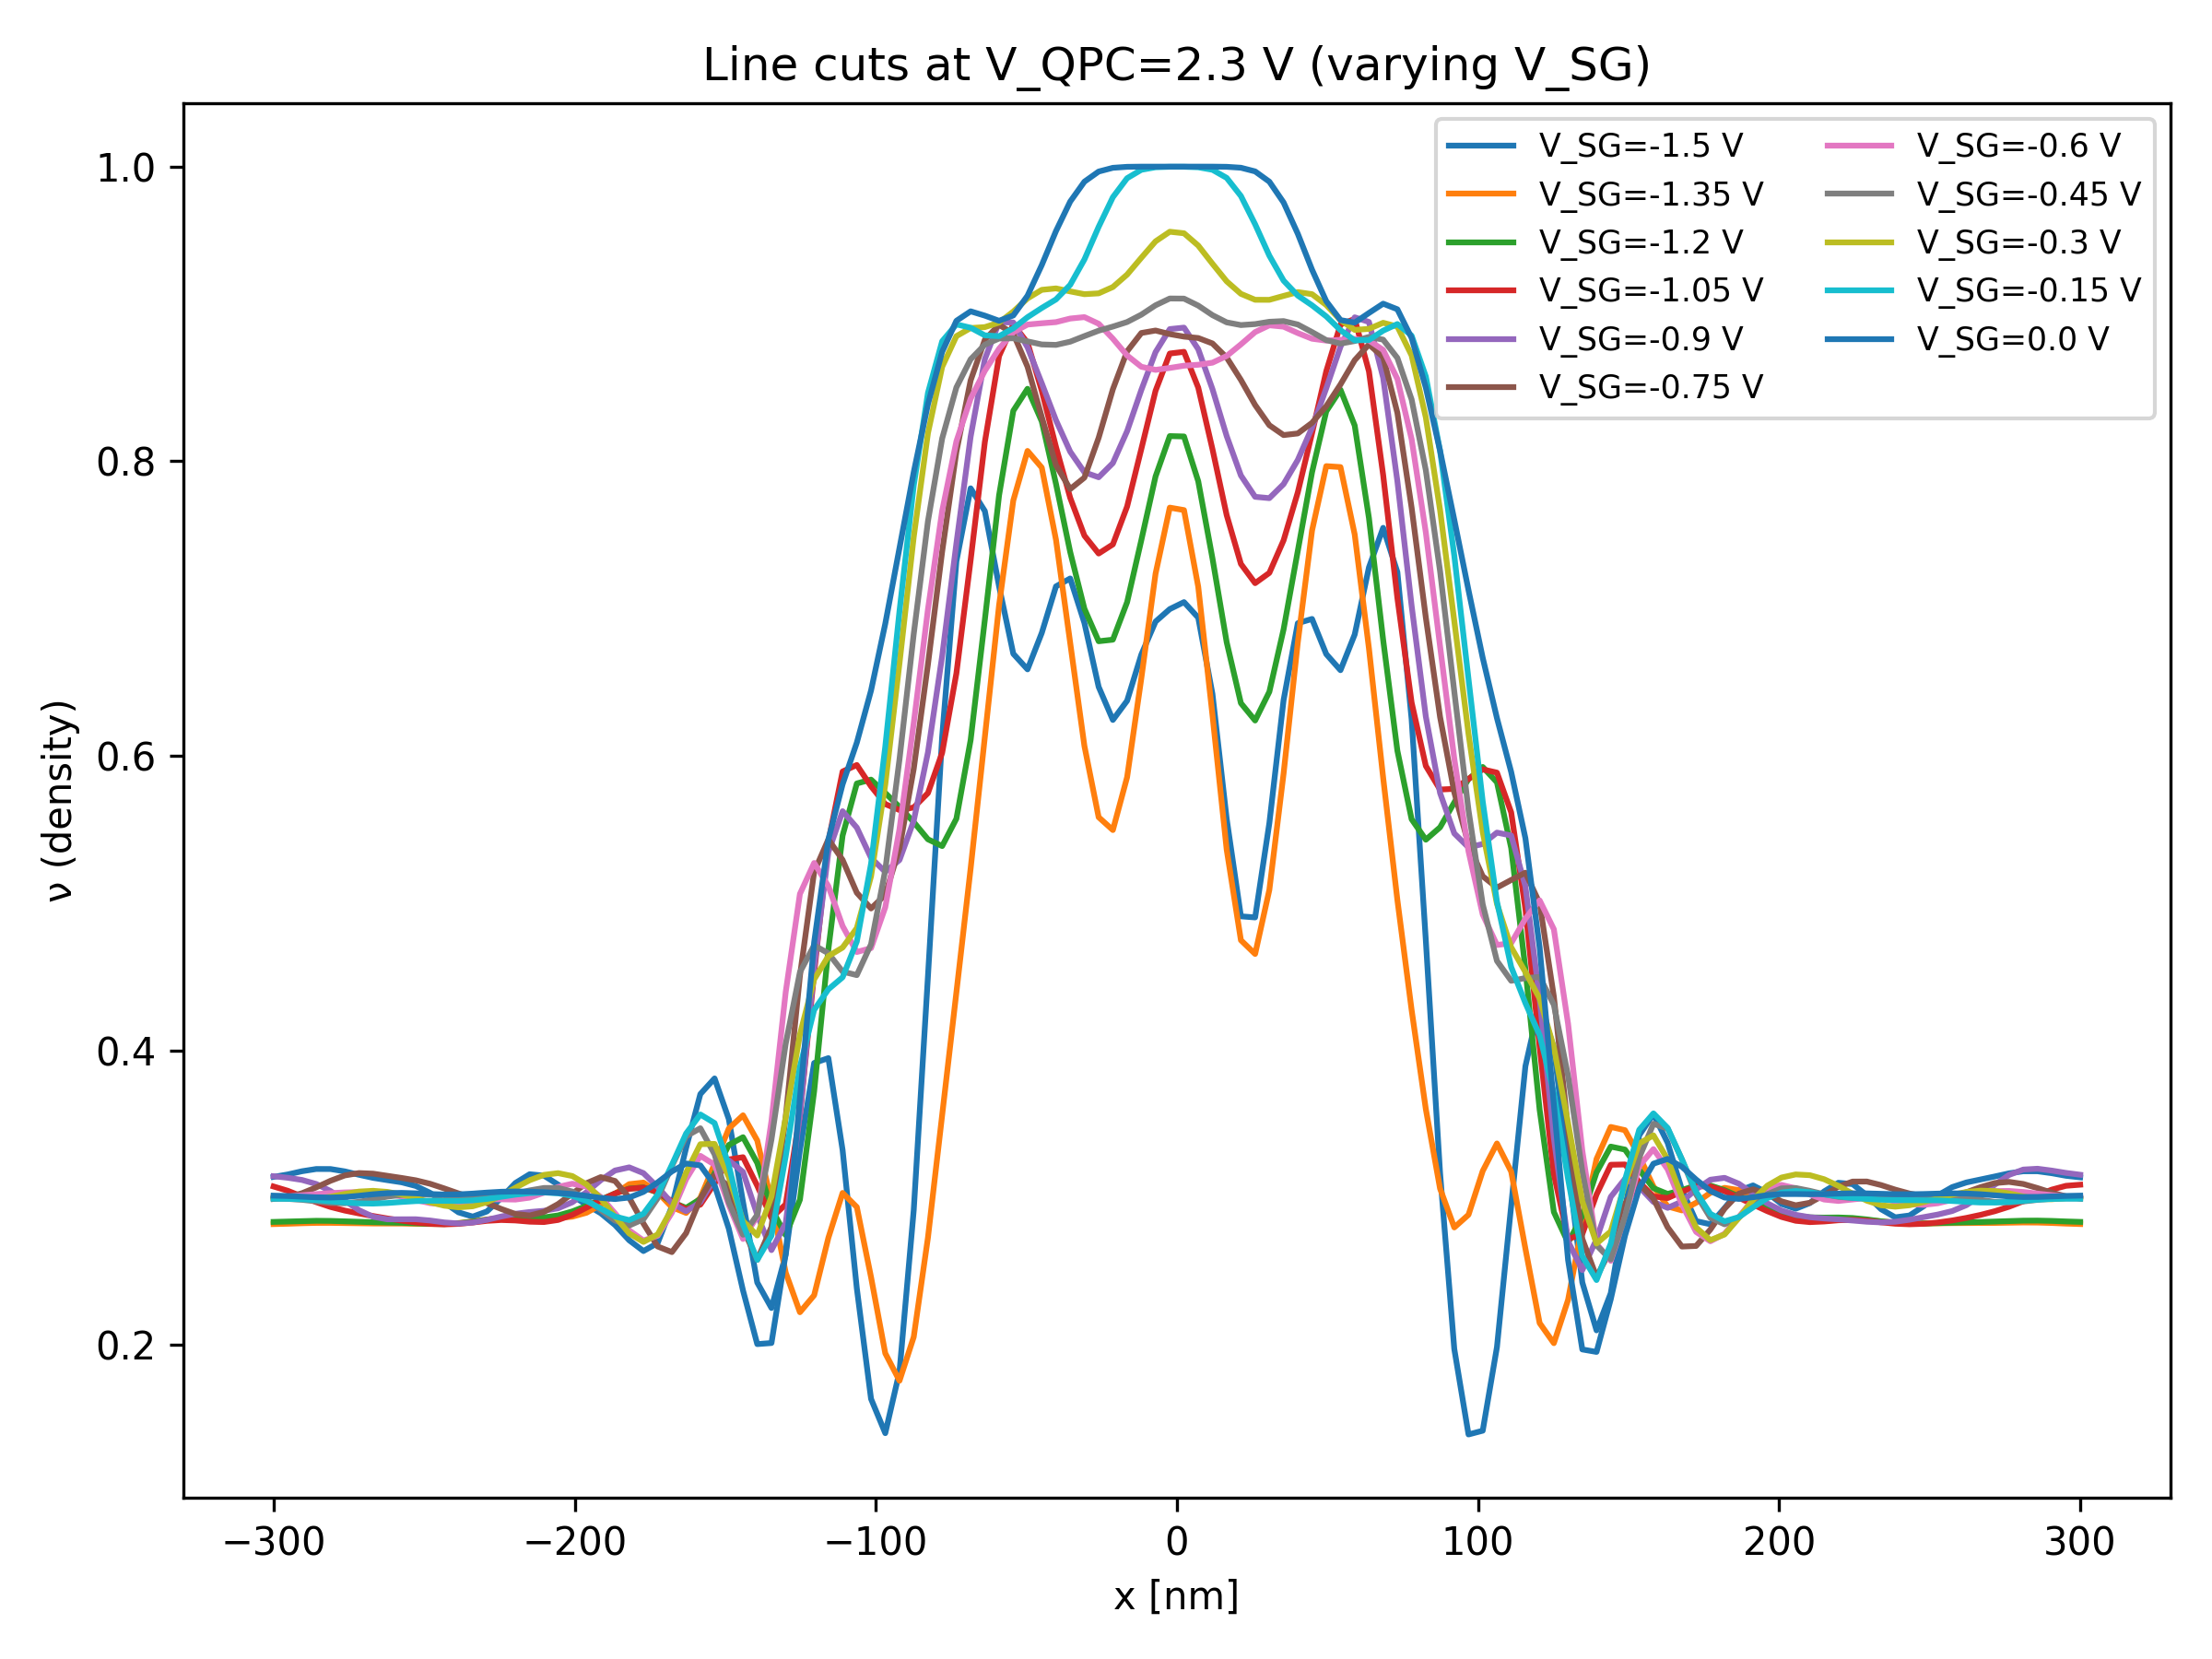 Line cuts at V_QPC=2.3 V (varying V_SG)
V_SG=-1.5 V
V_SG=-1.35 V
V_SG=-1.2 V
V_SG=-1.05 V
V_SG=-0.9 V
V_SG=-0.75 V
V_SG=-0.6 V
V_SG=-0.45 V
V_SG=-0.3 V
V_SG=-0.15 V
V_SG=0.0 V
ν (density)
1.0
0.8
0.6
0.4
0.2
−300
−200
−100
0
100
200
300
x [nm]